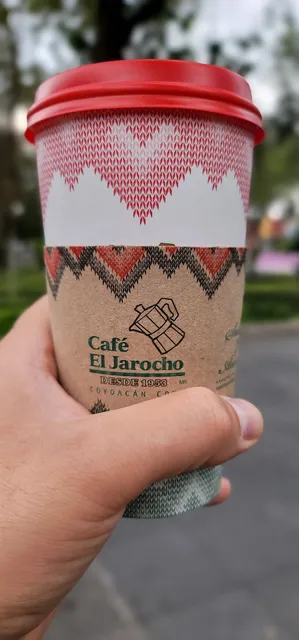 Café
El Jarocho
DESDE 1953
COYOACÁN